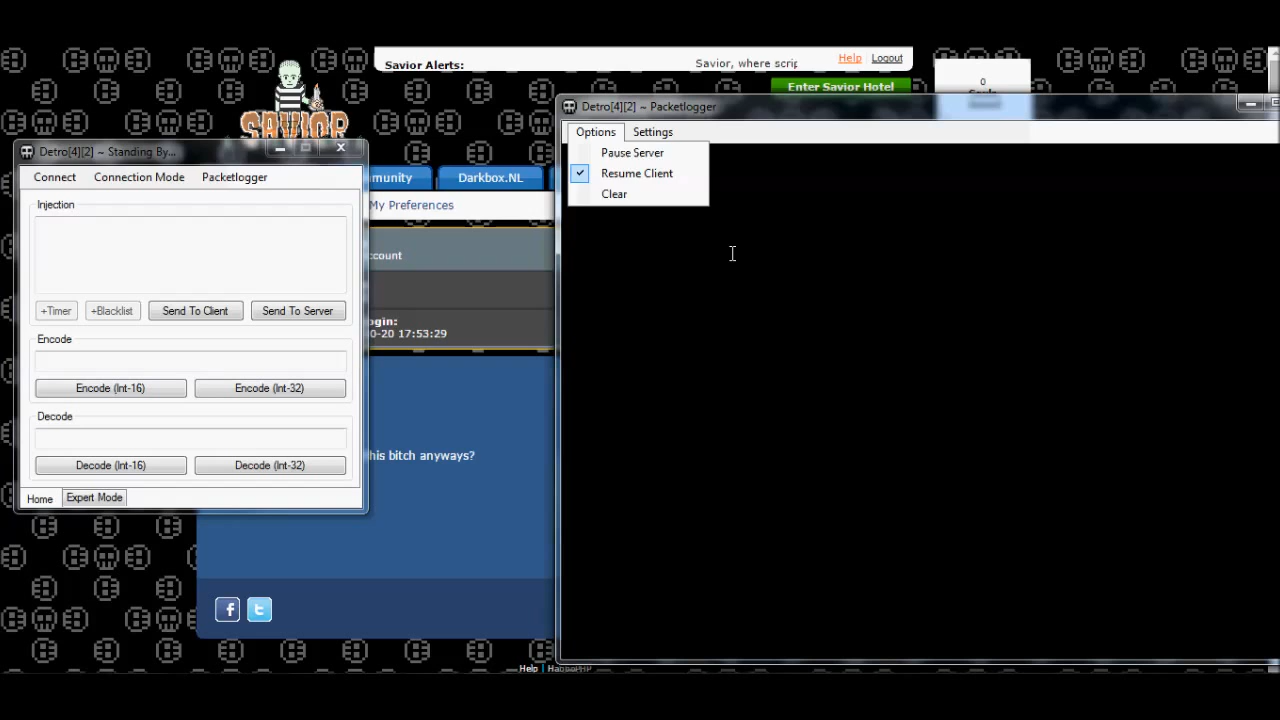 Savior Alerts:
Savior, where scrip
Help
Logout
Enter Savior Hotel
0
SAVIOR
Detro[4][2] ~ Packetlogger
Options
Settings
Pause Server
Resume Client
Clear
Detro[4][2] ~ Standing By...
Connect
Connection Mode
Packetlogger
Injection
+Timer
+Blacklist
Send To Client
Send To Server
Encode
Encode (Int-16)
Encode (Int-32)
Decode
Decode (Int-16)
Decode (Int-32)
Home
Expert Mode
munity
Darkbox.NL
My Preferences
ccount
ogin:
0-20 17:53:29
his bitch anyways?
Help |